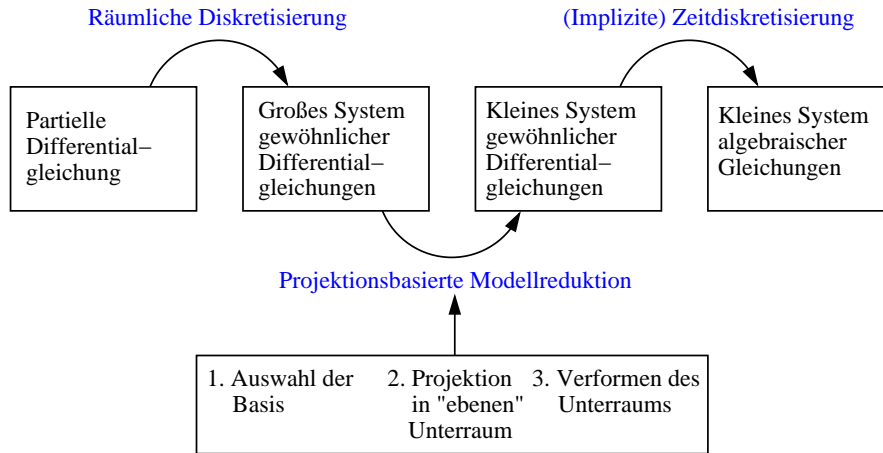 Räumliche Diskretisierung
(Implizite) Zeitdiskretisierung
Partielle
Differential–
gleichung
Großes System
gewöhnlicher
Differential–
gleichungen
Kleines System
gewöhnlicher
Differential–
gleichungen
Kleines System
algebraischer
Gleichungen
Projektionsbasierte Modellreduktion
1. Auswahl der
Basis
2. Projektion
in "ebenen"
Unterraum
3. Verformen des
Unterraums